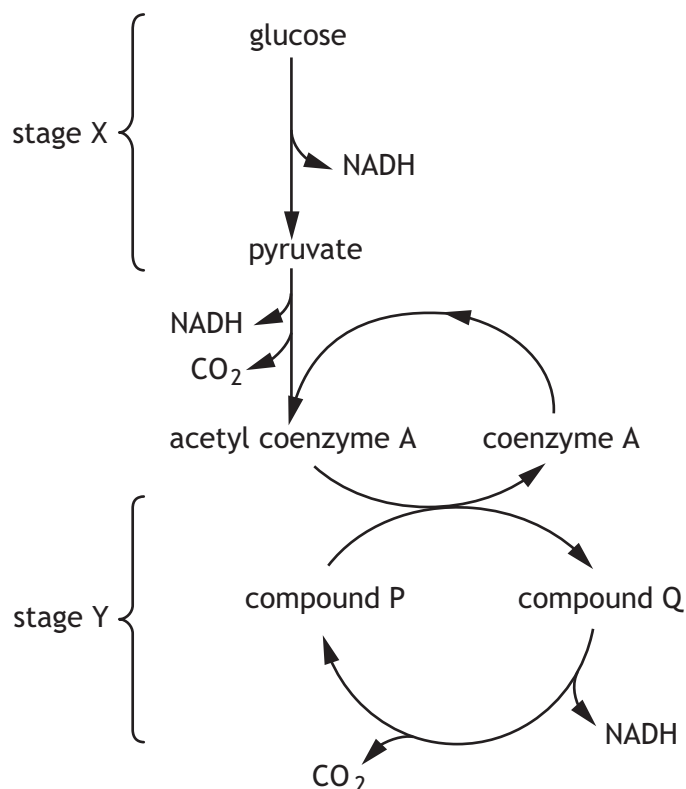 glucose
stage X
NADH
pyruvate
NADH
CO2
acetyl coenzyme A
coenzyme A
compound P
compound Q
stage Y
NADH
CO2